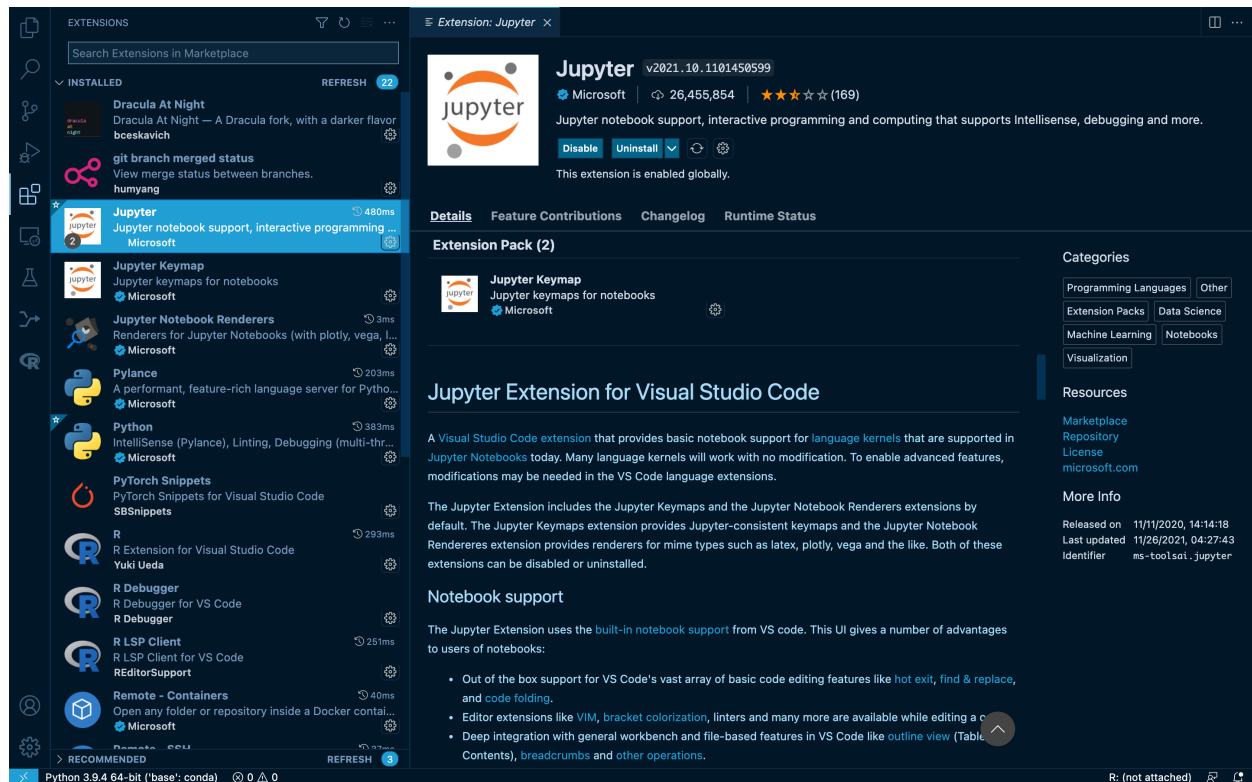 EXTENSIONS
Search Extensions in Marketplace
INSTALLED REFRESH 22
Dracula At Night
Dracula At Night — A Dracula fork, with a darker flavor
bceskavich
git branch merged status
View merge status between branches.
humyang
Jupyter 480ms
Jupyter notebook support, interactive programming ...
Microsoft
2
Jupyter Keymap
Jupyter keymaps for notebooks
Microsoft
Jupyter Notebook Renderers 3ms
Renderers for Jupyter Notebooks (with plotly, vega, l...
Microsoft
Pylance 203ms
A performant, feature-rich language server for Pytho...
Microsoft
Python 383ms
IntelliSense (Pylance), Linting, Debugging (multi-thr...
Microsoft
PyTorch Snippets
PyTorch Snippets for Visual Studio Code
SBSnippets
R 293ms
R Extension for Visual Studio Code
Yuki Ueda
R Debugger
R Debugger for VS Code
R Debugger
R LSP Client 251ms
R LSP Client for VS Code
REditorSupport
Remote - Containers 40ms
Open any folder or repository inside a Docker contai...
Microsoft
Remote - SSH
RECOMMENDED REFRESH 3
Extension: Jupyter
jupyter
Jupyter v2021.10.1101450599
Microsoft 26,455,854 (169)
Jupyter notebook support, interactive programming and computing that supports Intellisense, debugging and more.
Disable Uninstall
This extension is enabled globally.
Details Feature Contributions Changelog Runtime Status
Extension Pack (2)
Jupyter Keymap
Jupyter keymaps for notebooks
Microsoft
Jupyter Extension for Visual Studio Code
A Visual Studio Code extension that provides basic notebook support for language kernels that are supported in
Jupyter Notebooks today. Many language kernels will work with no modification. To enable advanced features,
modifications may be needed in the VS Code language extensions.
The Jupyter Extension includes the Jupyter Keymaps and the Jupyter Notebook Renderers extensions by
default. The Jupyter Keymaps extension provides Jupyter-consistent keymaps and the Jupyter Notebook
Rendereres extension provides renderers for mime types such as latex, plotly, vega and the like. Both of these
extensions can be disabled or uninstalled.
Notebook support
The Jupyter Extension uses the built-in notebook support from VS code. This UI gives a number of advantages
to users of notebooks:
• Out of the box support for VS Code's vast array of basic code editing features like hot exit, find & replace,
and code folding.
• Editor extensions like VIM, bracket colorization, linters and many more are available while editing a
• Deep integration with general workbench and file-based features in VS Code like outline view (Table
Contents), breadcrumbs and other operations.
Categories
Programming Languages Other
Extension Packs Data Science
Machine Learning Notebooks
Visualization
Resources
Marketplace
Repository
License
microsoft.com
More Info
Released on 11/11/2020, 14:14:18
Last updated 11/26/2021, 04:27:43
Identifier ms-toolsai.jupyter
Python 3.9.4 64-bit ('base': conda) 0 0
R: (not attached)